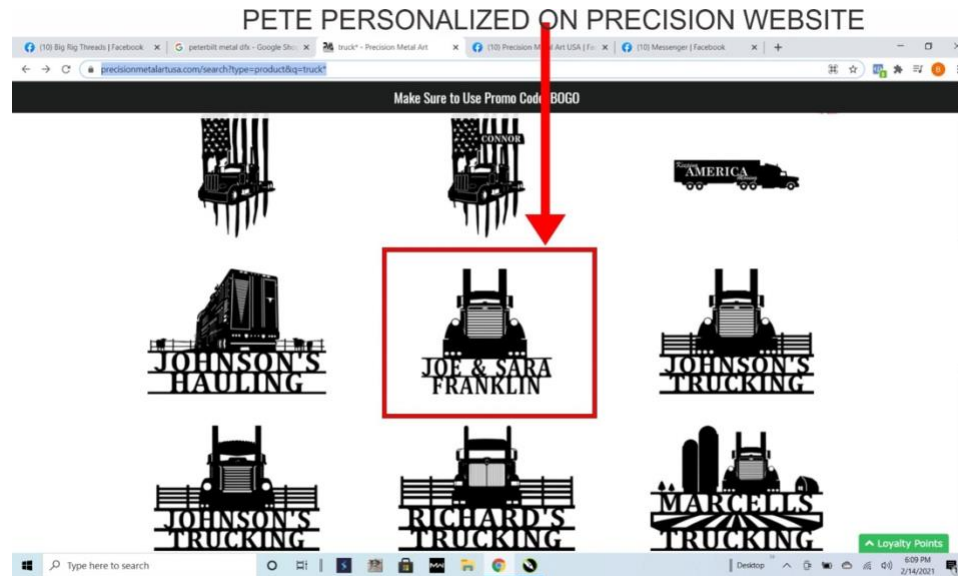 PETE PERSONALIZED ON PRECISION WEBSITE
(10) Big Rig Threads | Facebook
peterbilt metal dfx - Google Sh
truck* - Precision Metal Art
(10) Precision M al Art USA | F
(10) Messenger | Facebook
precisionmetalartusa.com/search?type=product&q=truck*
Make Sure to Use Promo Code BOGO
CONNOR
Keeping
AMERICA
JOHNSON'S
HAULING
JOE & SARA
FRANKLIN
JOHNSON'S
TRUCKING
JOHNSON'S
TRUCKING
RICHARD'S
TRUCKING
MARCELLS
TRUCKING
Loyalty Points
Type here to search
Desktop
6:09 PM
2/14/2021